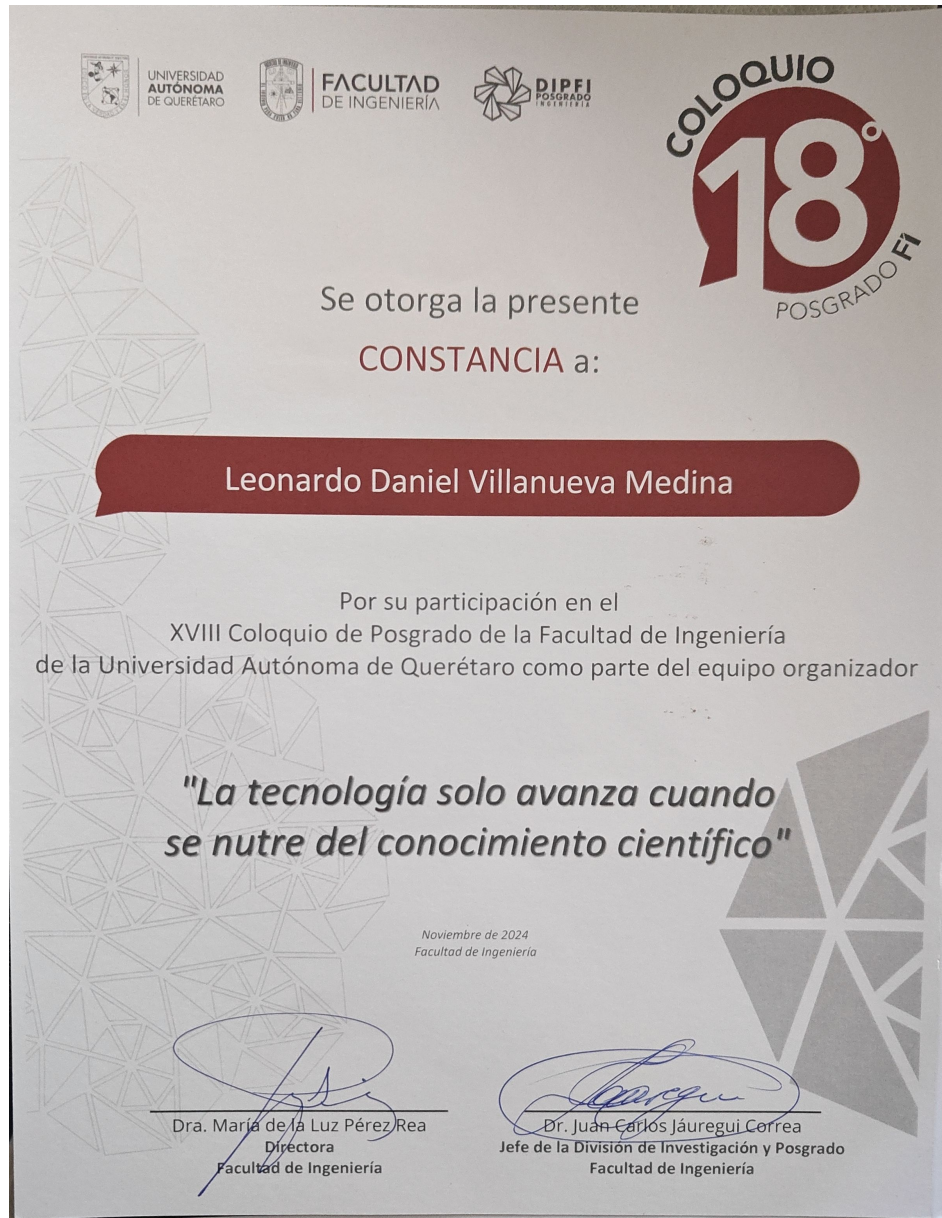 UNIVERSIDAD
AUTÓNOMA
DE QUERÉTARO
FACULTAD
DE INGENIERÍA
DIPFI
POSGRADO
INGENIERÍA
COLOQUIO
18°
POSGRADO FI
Se otorga la presente
CONSTANCIA a:
Leonardo Daniel Villanueva Medina
Por su participación en el
XVIII Coloquio de Posgrado de la Facultad de Ingeniería
de la Universidad Autónoma de Querétaro como parte del equipo organizador
"La tecnología solo avanza cuando
se nutre del conocimiento científico"
Noviembre de 2024
Facultad de Ingeniería
Dra. María de la Luz Pérez Rea
Directora
Facultad de Ingeniería
Dr. Juan Carlos Jáuregui Correa
Jefe de la División de Investigación y Posgrado
Facultad de Ingeniería